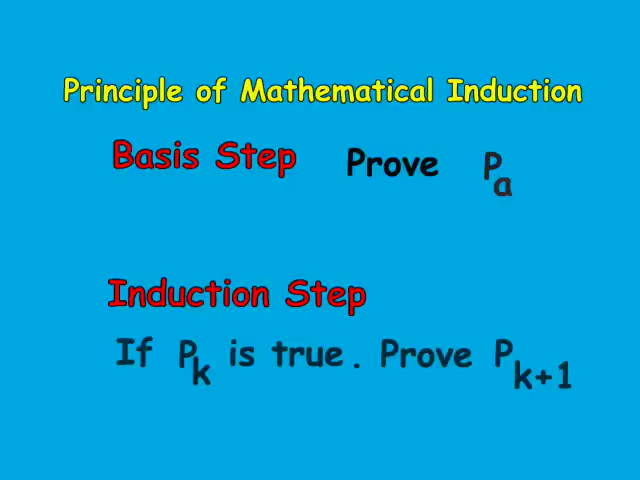 Principle of Mathematical Induction
Basis Step Prove Pa
Induction Step
If Pk is true. Prove Pk+1